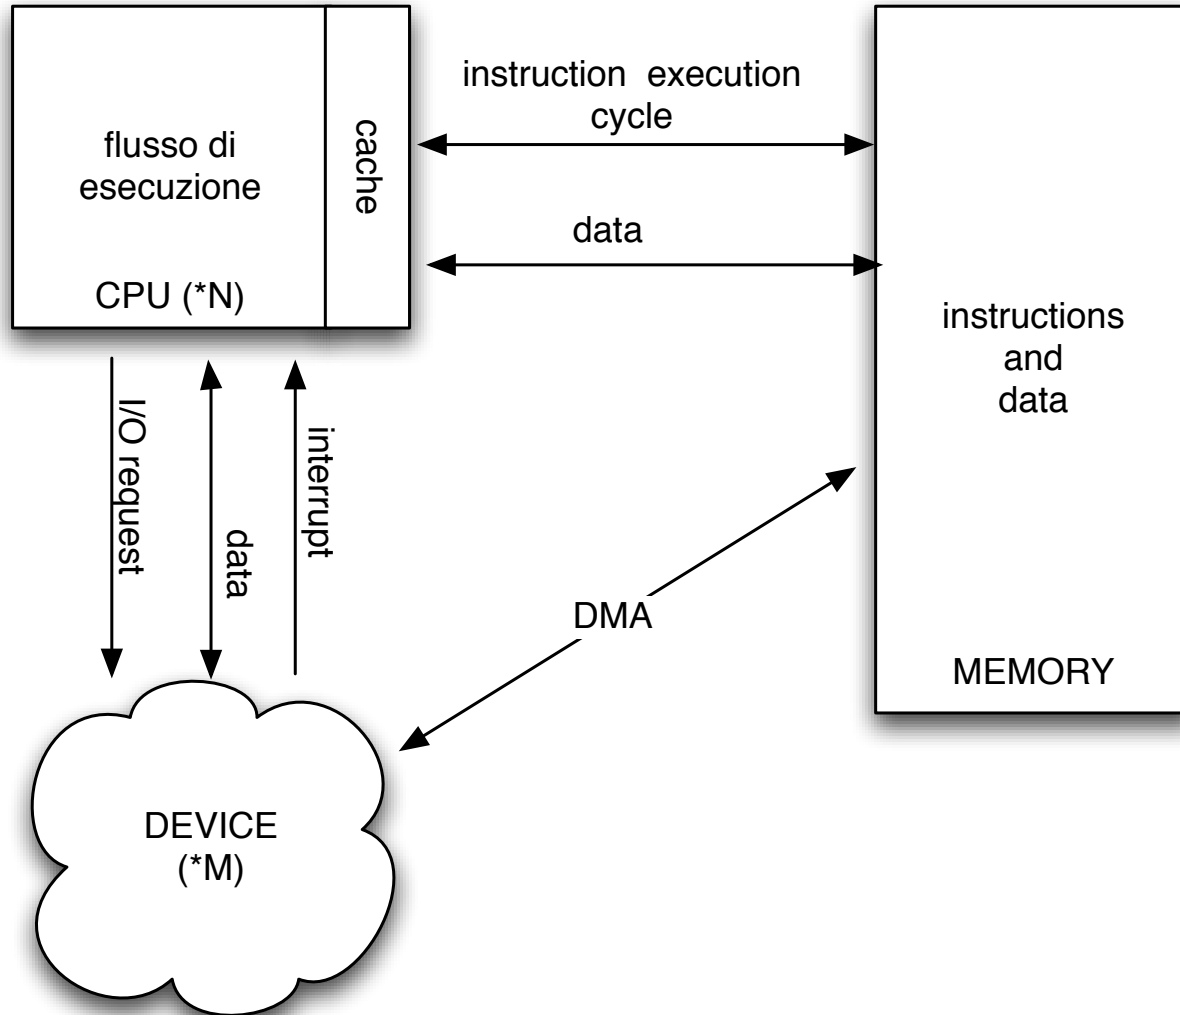 flusso di
esecuzione
CPU (*N)
cache
instruction execution
cycle
data
instructions
and
data
MEMORY
I/O request
data
interrupt
DMA
DEVICE
(*M)